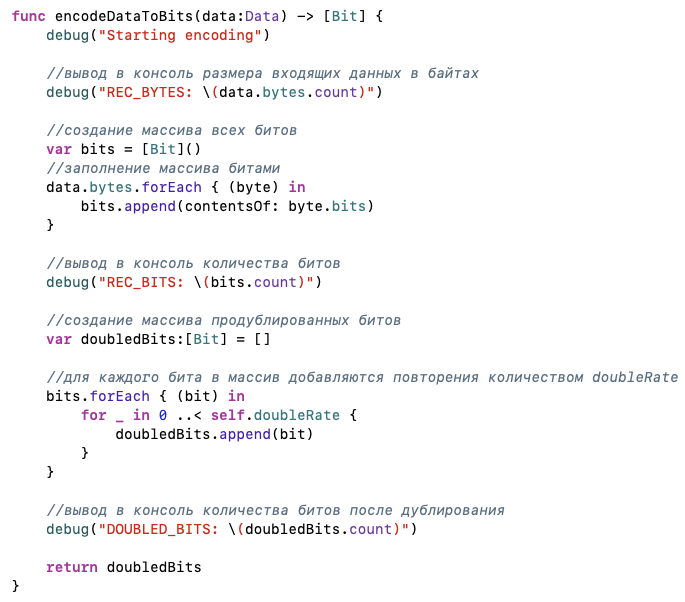 func encodeDataToBits(data:Data) -> [Bit] {
    debug("Starting encoding")

    //вывод в консоль размера входящих данных в байтах
    debug("REC_BYTES: \(data.bytes.count)")

    //создание массива всех битов
    var bits = [Bit]()
    //заполнение массива битами
    data.bytes.forEach { (byte) in
        bits.append(contentsOf: byte.bits)
    }

    //вывод в консоль количества битов
    debug("REC_BITS: \(bits.count)")

    //создание массива продублированных битов
    var doubledBits:[Bit] = []

    //для каждого бита в массив добавляются повторения количеством doubleRate
    bits.forEach { (bit) in
        for _ in 0 ..< self.doubleRate {
            doubledBits.append(bit)
        }
    }

    //вывод в консоль количества битов после дублирования
    debug("DOUBLED_BITS: \(doubledBits.count)")

    return doubledBits
}